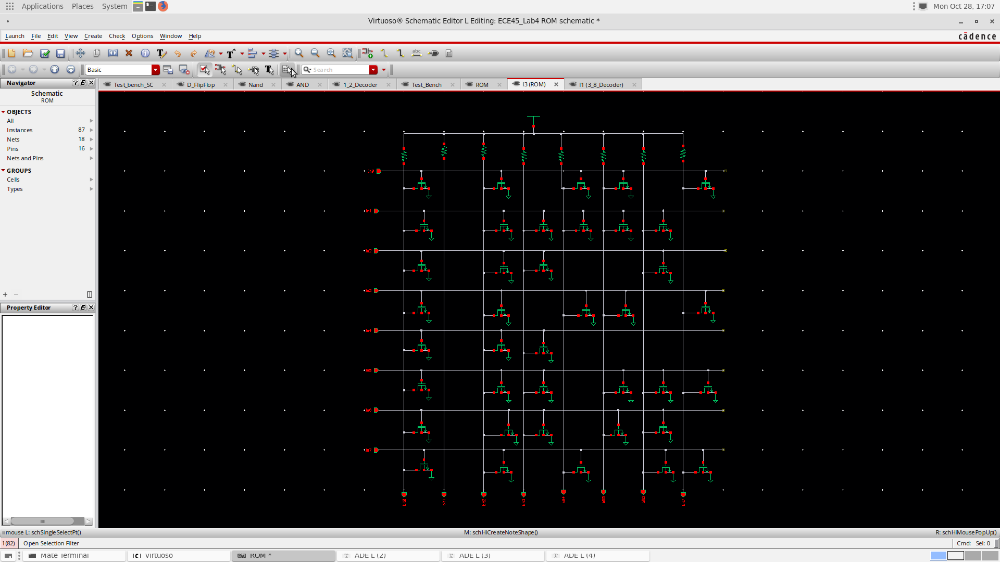 Applications Places System Mon Oct 28, 17:07
Virtuoso® Schematic Editor L Editing: ECE45_Lab4 ROM schematic *
Launch File Edit View Create Check Options Window Help cādence
abc
Basic Search
Navigator Test_bench_SC D_FlipFlop Nand AND 1_2_Decoder Test_Bench ROM I3 (ROM) I1 (3_8_Decoder)
Schematic
ROM
OBJECTS
All
Instances 87
Nets 18
Pins 16
Nets and Pins
GROUPS
Cells
Types
In0
In1
In2
In3
In4
In5
In6
In7
Property Editor
bit0 bit1 bit2 bit3 bit4 bit5 bit6 bit7
mouse L: schSingleSelectPt() M: schHiCreateNoteShape() R: schHiMousePopUp()
1(82) Open Selection Filter Cmd: Sel: 0
Mate Terminal Virtuoso ROM * ADE L (2) ADE L (3) ADE L (4)